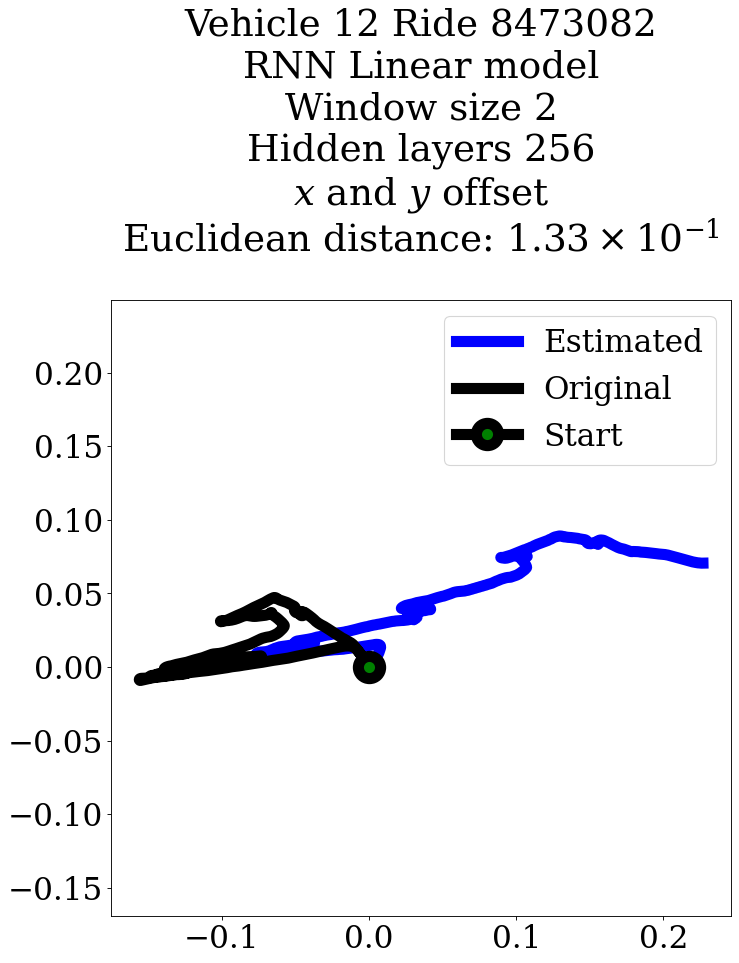 Vehicle 12 Ride 8473082
RNN Linear model
Window size 2
Hidden layers 256
x and y offset
Euclidean distance: 1.33 × 10⁻¹
Estimated
Original
Start
0.20
0.15
0.10
0.05
0.00
−0.05
−0.10
−0.15
−0.1 0.0 0.1 0.2